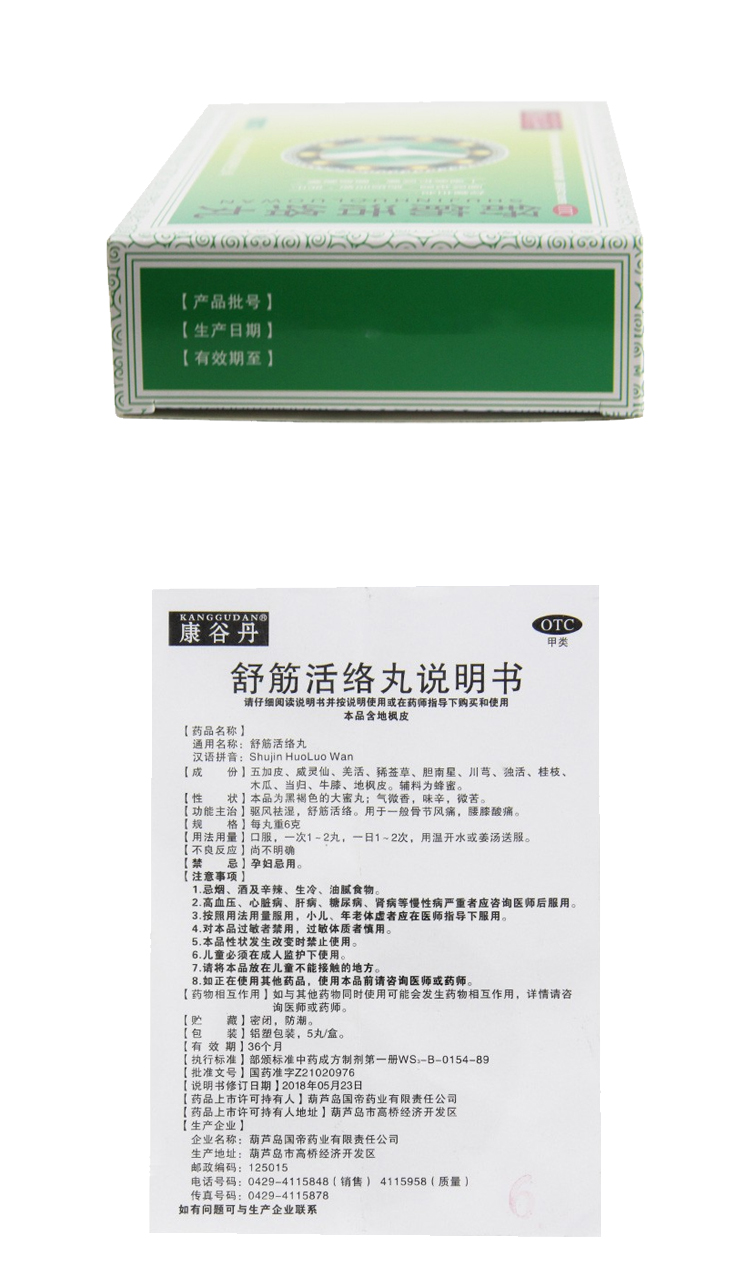 舒筋活络丸
SHUJINHUOLUOWAN
【产品批号】
【生产日期】
【有效期至】
KANGGUDAN®
康谷丹
OTC
甲类
舒筋活络丸说明书
请仔细阅读说明书并按说明使用或在药师指导下购买和使用
本品含地枫皮
【药品名称】
通用名称：舒筋活络丸
汉语拼音：Shujin HuoLuo Wan
【成 份】五加皮、威灵仙、羌活、豨莶草、胆南星、川芎、独活、桂枝、
木瓜、当归、牛膝、地枫皮。辅料为蜂蜜。
【性 状】本品为黑褐色的大蜜丸；气微香，味辛，微苦。
【功能主治】驱风祛湿，舒筋活络。用于一般骨节风痛，腰膝酸痛。
【规 格】每丸重6克
【用法用量】口服，一次1～2丸，一日1～2次，用温开水或姜汤送服。
【不良反应】尚不明确
【禁 忌】孕妇忌用。
【注意事项】
1.忌烟、酒及辛辣、生冷、油腻食物。
2.高血压、心脏病、肝病、糖尿病、肾病等慢性病严重者应咨询医师后服用。
3.按照用法用量服用，小儿、年老体虚者应在医师指导下服用。
4.对本品过敏者禁用，过敏体质者慎用。
5.本品性状发生改变时禁止使用。
6.儿童必须在成人监护下使用。
7.请将本品放在儿童不能接触的地方。
8.如正在使用其他药品，使用本品前请咨询医师或药师。
【药物相互作用】如与其他药物同时使用可能会发生药物相互作用，详情请咨
询医师或药师。
【贮 藏】密闭，防潮。
【包 装】铝塑包装，5丸/盒。
【有 效 期】36个月
【执行标准】部颁标准中药成方制剂第一册WS₃-B-0154-89
【批准文号】国药准字Z21020976
【说明书修订日期】2018年05月23日
【药品上市许可持有人】葫芦岛国帝药业有限责任公司
【药品上市许可持有人地址】葫芦岛市高桥经济开发区
【生产企业】
企业名称：葫芦岛国帝药业有限责任公司
生产地址：葫芦岛市高桥经济开发区
邮政编码：125015
电话号码：0429-4115848（销售） 4115958（质量）
传真号码：0429-4115878
如有问题可与生产企业联系
6